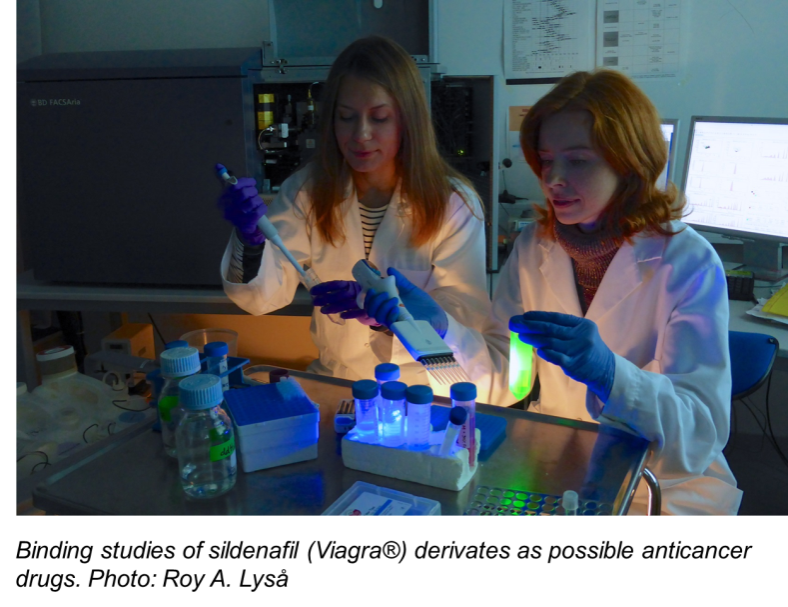 BD FACSAria
Binding studies of sildenafil (Viagra®) derivates as possible anticancer
drugs. Photo: Roy A. Lyså